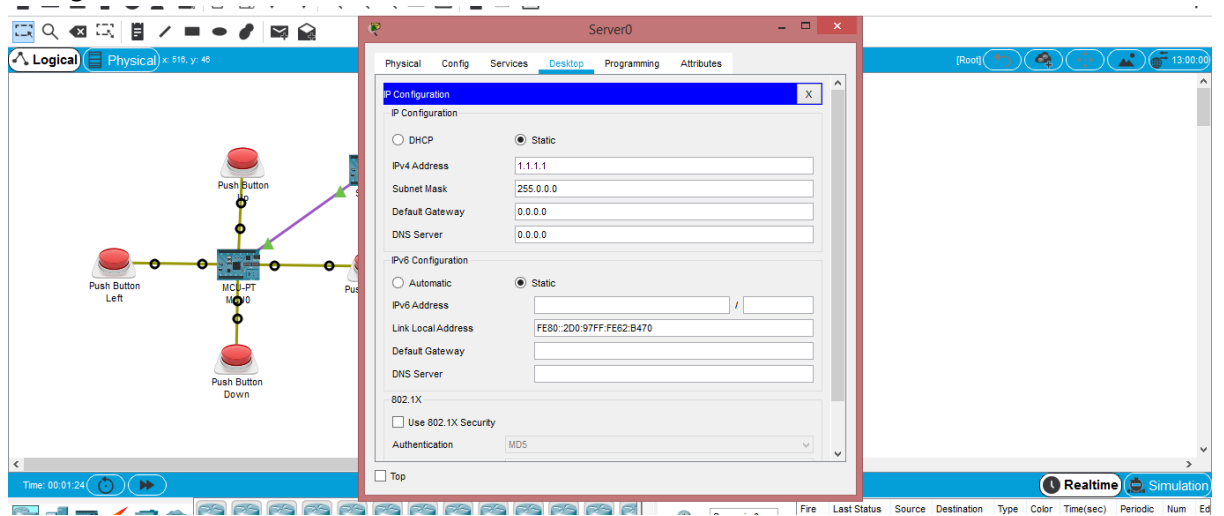 Server0
Logical Physical x: 516, y: 46 [Root] 13:00:00
Physical Config Services Desktop Programming Attributes
IP Configuration X
IP Configuration
DHCP Static
IPv4 Address 1.1.1.1
Subnet Mask 255.0.0.0
Default Gateway 0.0.0.0
DNS Server 0.0.0.0
IPv6 Configuration
Automatic Static
IPv6 Address /
Link Local Address FE80::2D0:97FF:FE62:B470
Default Gateway
DNS Server
802.1X
Use 802.1X Security
Authentication MD5
Top
Push Button
Up
Push Button
Left
MCU-PT
Push Button
Down
Time: 00:01:24 Realtime Simulation
Fire Last Status Source Destination Type Color Time(sec) Periodic Num Ed